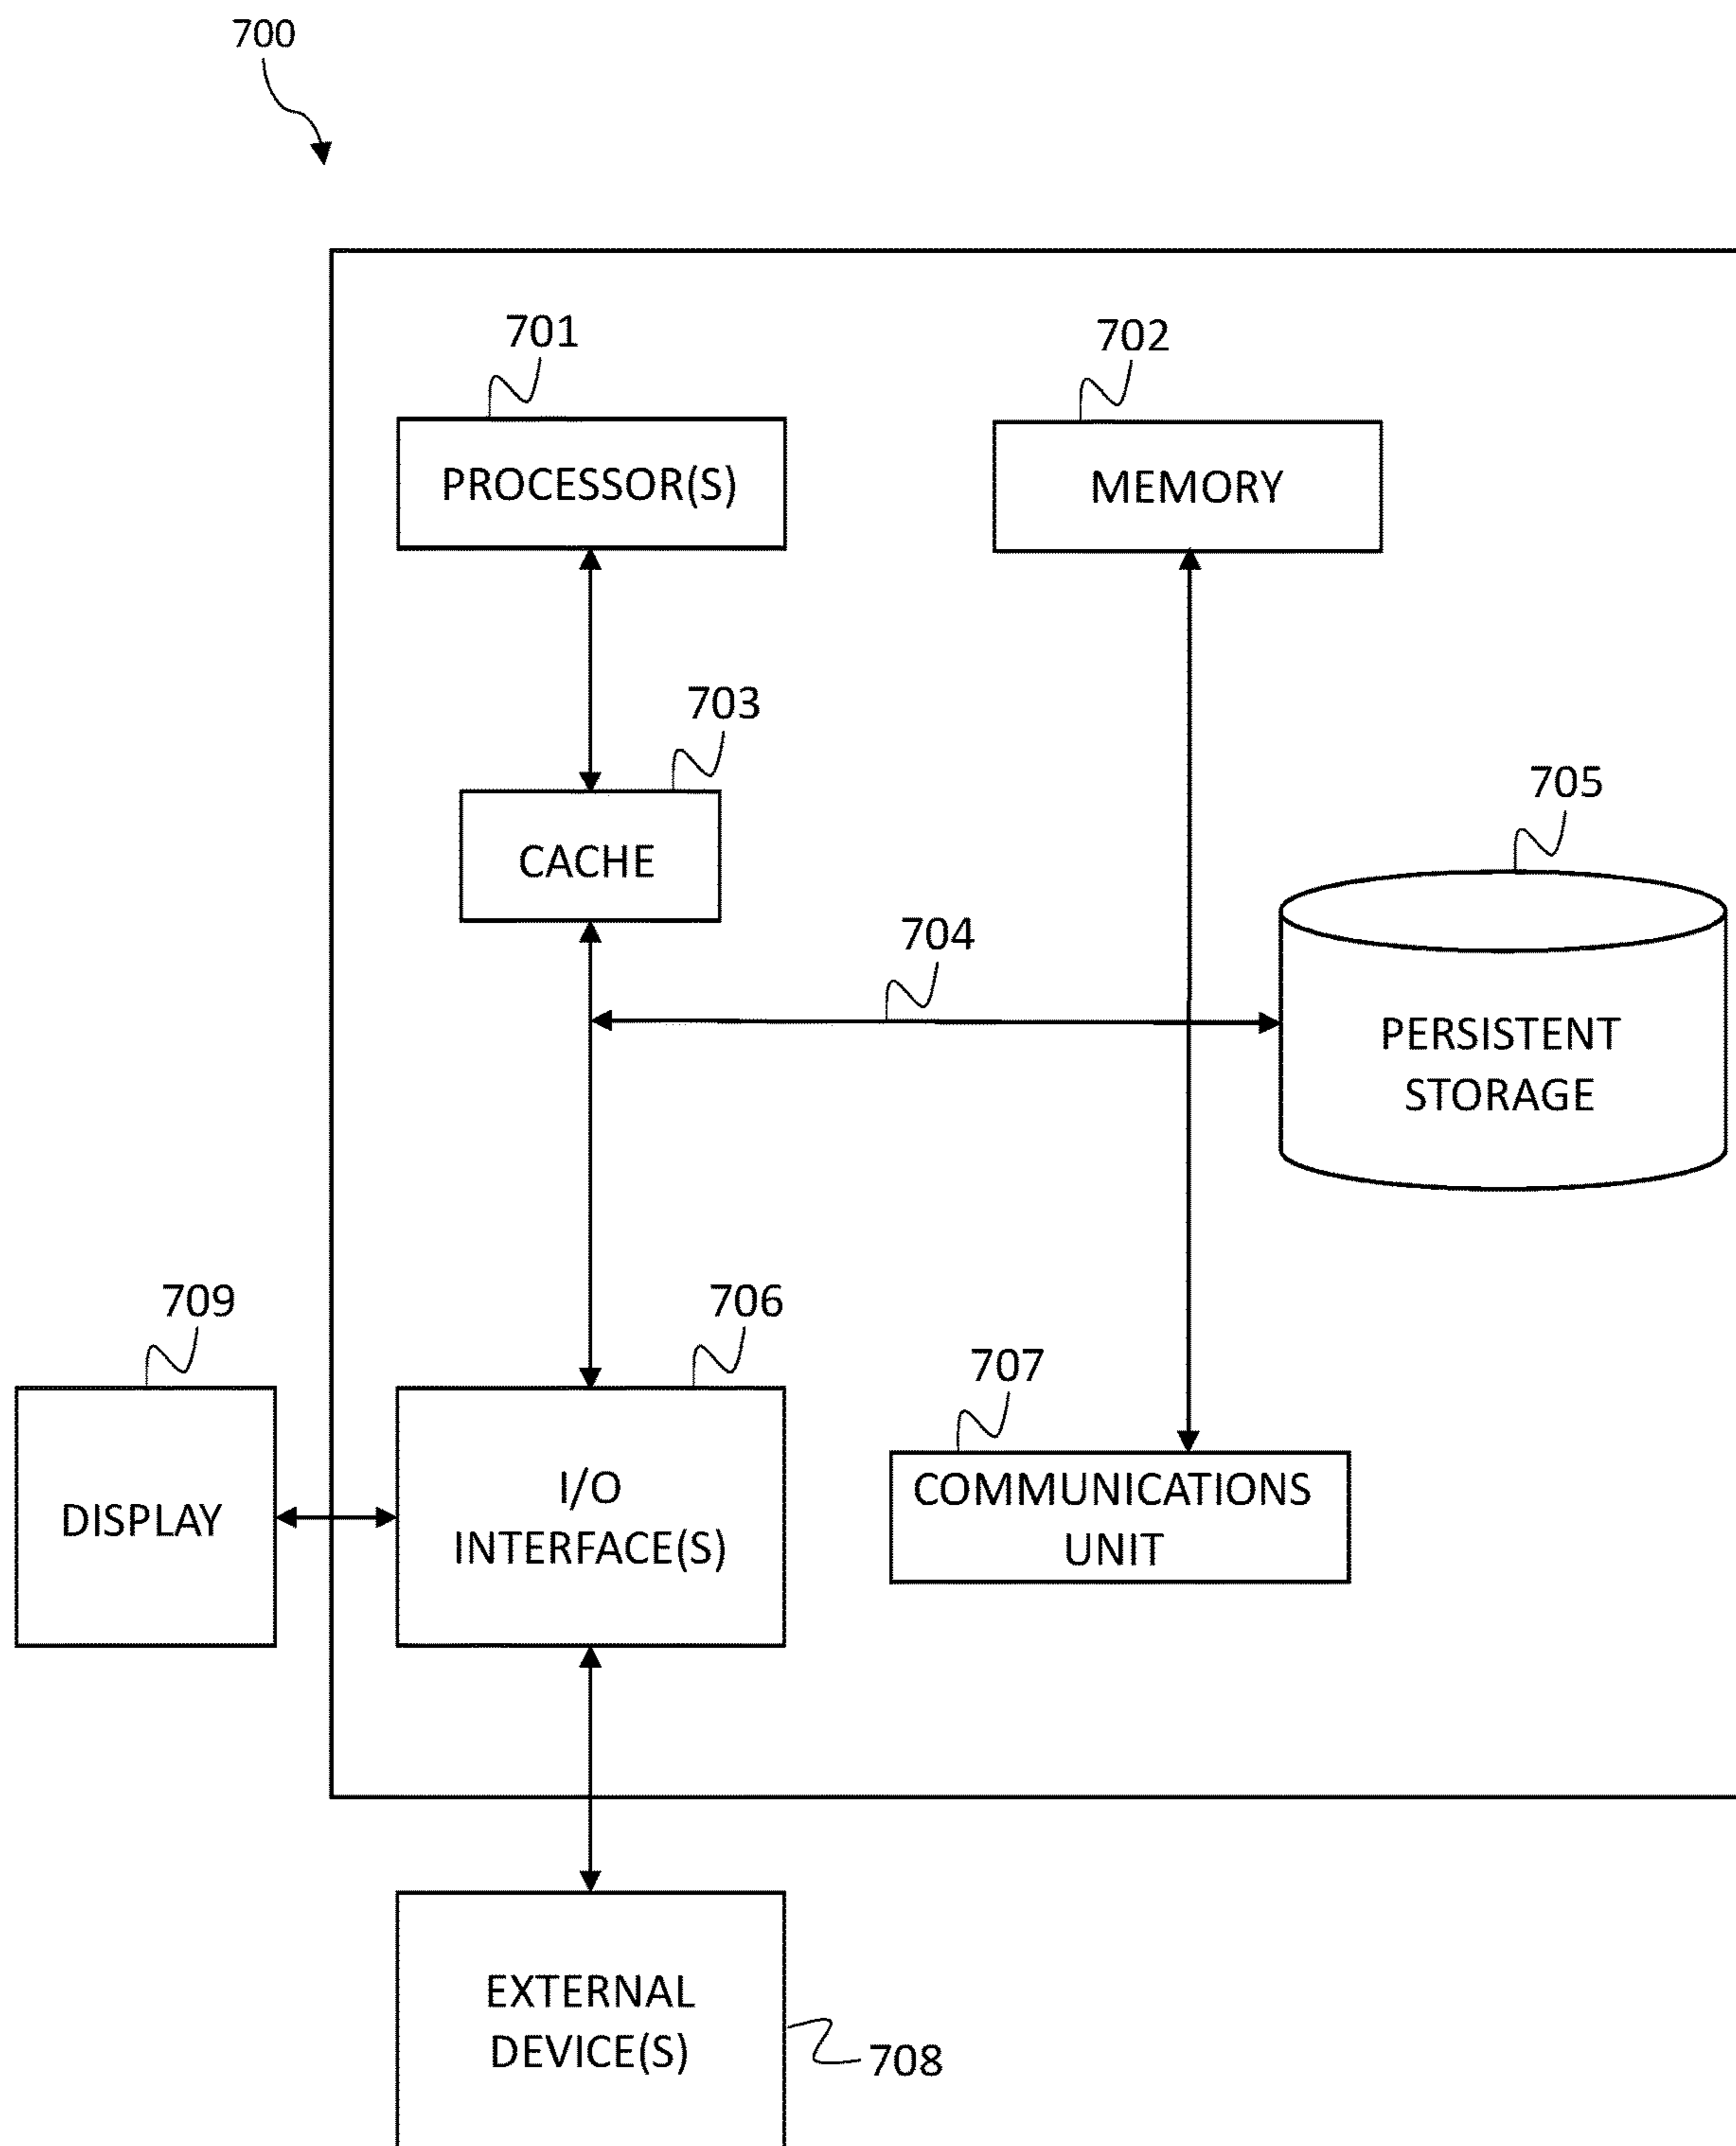 700
701
702
PROCESSOR(S)
MEMORY
703
705
CACHE
704
PERSISTENT
STORAGE
709
706
707
I/O
INTERFACE(S)
DISPLAY
COMMUNICATIONS
UNIT
EXTERNAL
DEVICE(S)
708